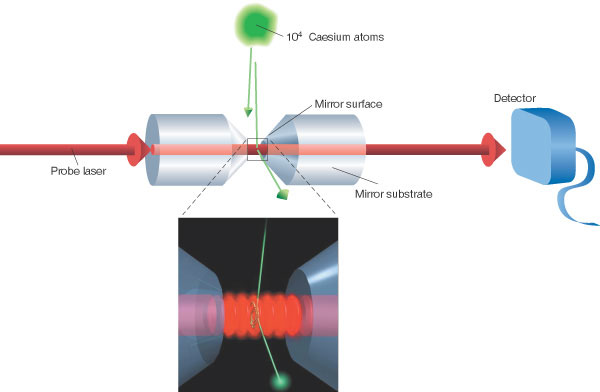 10⁴ Caesium atoms
Mirror surface
Detector
Probe laser
Mirror substrate